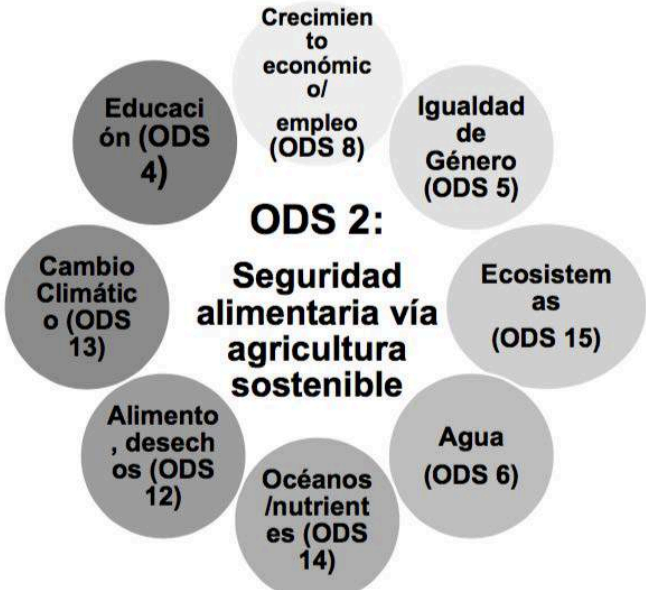 Crecimien
to
económic
o/
empleo
(ODS 8)
Igualdad
de
Género
(ODS 5)
Ecosistem
as
(ODS 15)
Agua
(ODS 6)
Océanos
/nutrient
es (ODS
14)
Alimento
, desech
os (ODS
12)
Cambio
Climátic
o (ODS
13)
Educaci
ón (ODS
4)
ODS 2:
Seguridad
alimentaria vía
agricultura
sostenible